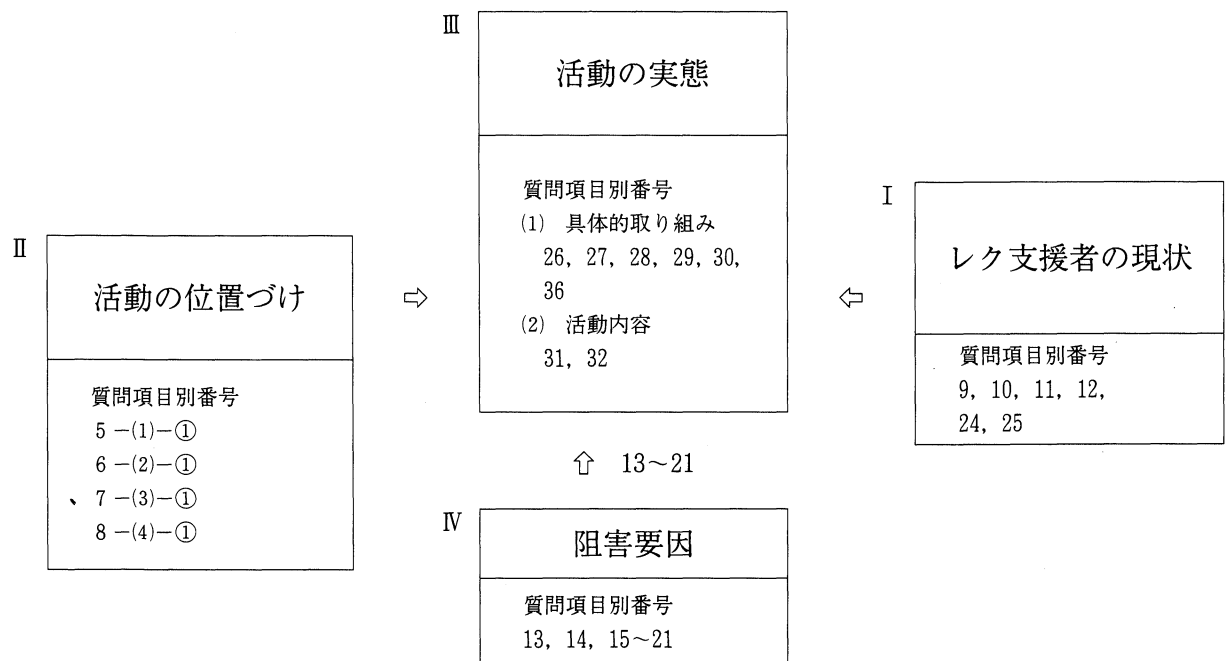 Ⅲ
活動の実態
質問項目別番号
(1) 具体的取り組み
26, 27, 28, 29, 30,
36
(2) 活動内容
31, 32
Ⅱ
活動の位置づけ
質問項目別番号
5-(1)-①
6-(2)-①
7-(3)-①
8-(4)-①
⇨
⇦
Ⅰ
レク支援者の現状
質問項目別番号
9, 10, 11, 12,
24, 25
⇧ 13~21
Ⅳ
阻害要因
質問項目別番号
13, 14, 15~21